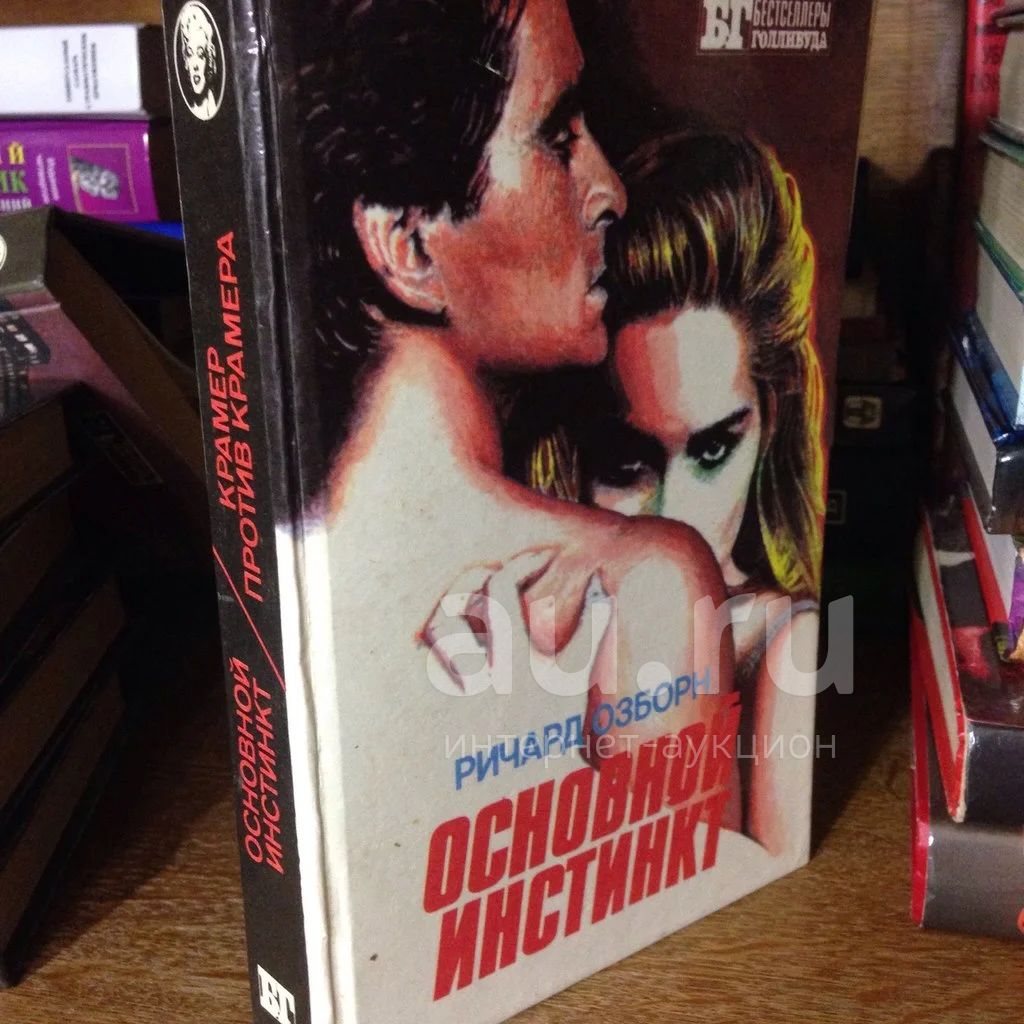 БГ БЕСТСЕЛЛЕРЫ
ГОЛЛИВУДА
РИЧАРД ОЗБОРН
ОСНОВНОЙ
ИНСТИНКТ
КРАМЕР
ПРОТИВ КРАМЕРА
ОСНОВНОЙ
ИНСТИНКТ
БГ
au.ru
интернет-аукцион